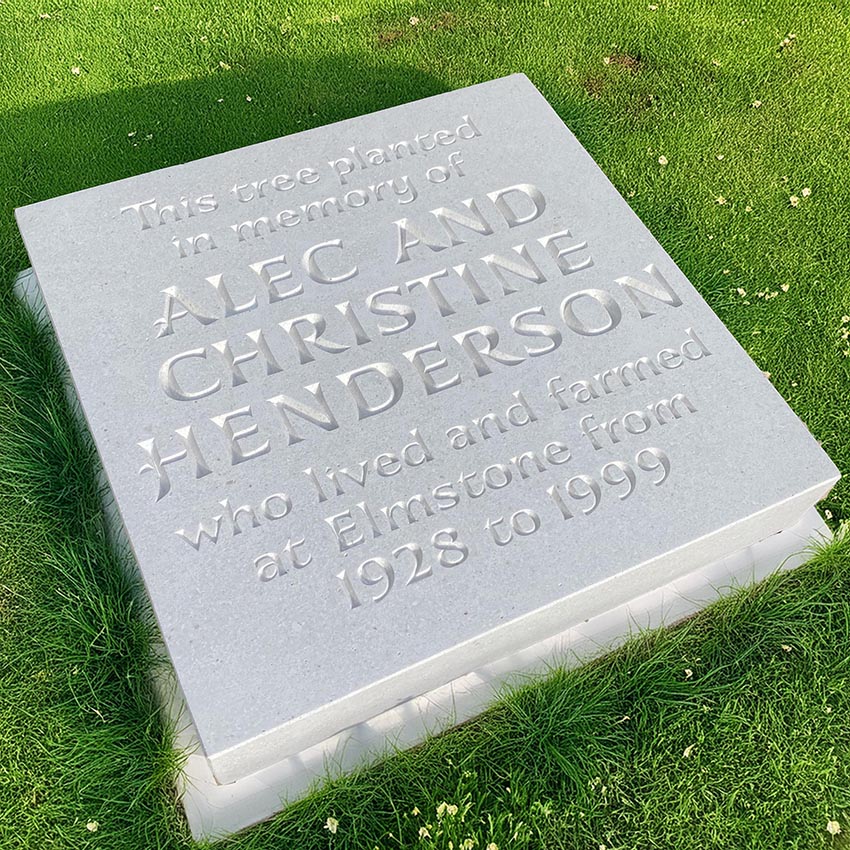 This tree planted
in memory of
ALEC AND
CHRISTINE
HENDERSON
who lived and farmed
at Elmstone from
1928 to 1999